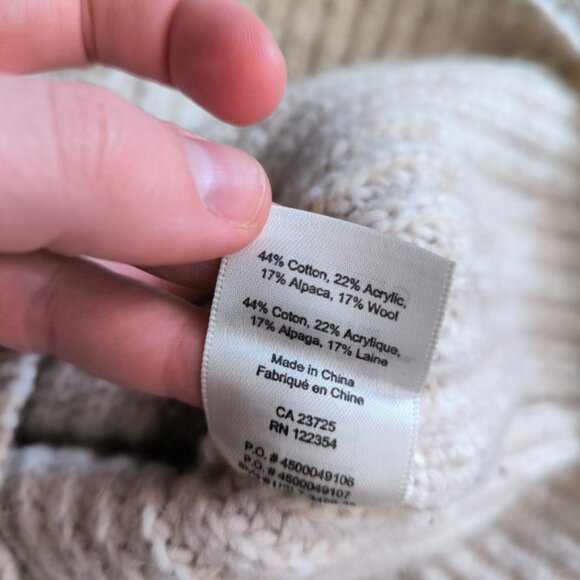 44% Cotton, 22% Acrylic,
17% Alpaca, 17% Wool
44% Coton, 22% Acrylique,
17% Alpaga, 17% Laine
Made in China
Fabriqué en Chine
CA 23725
RN 122354
P.O. # 4500049106
P.O. # 4500049107